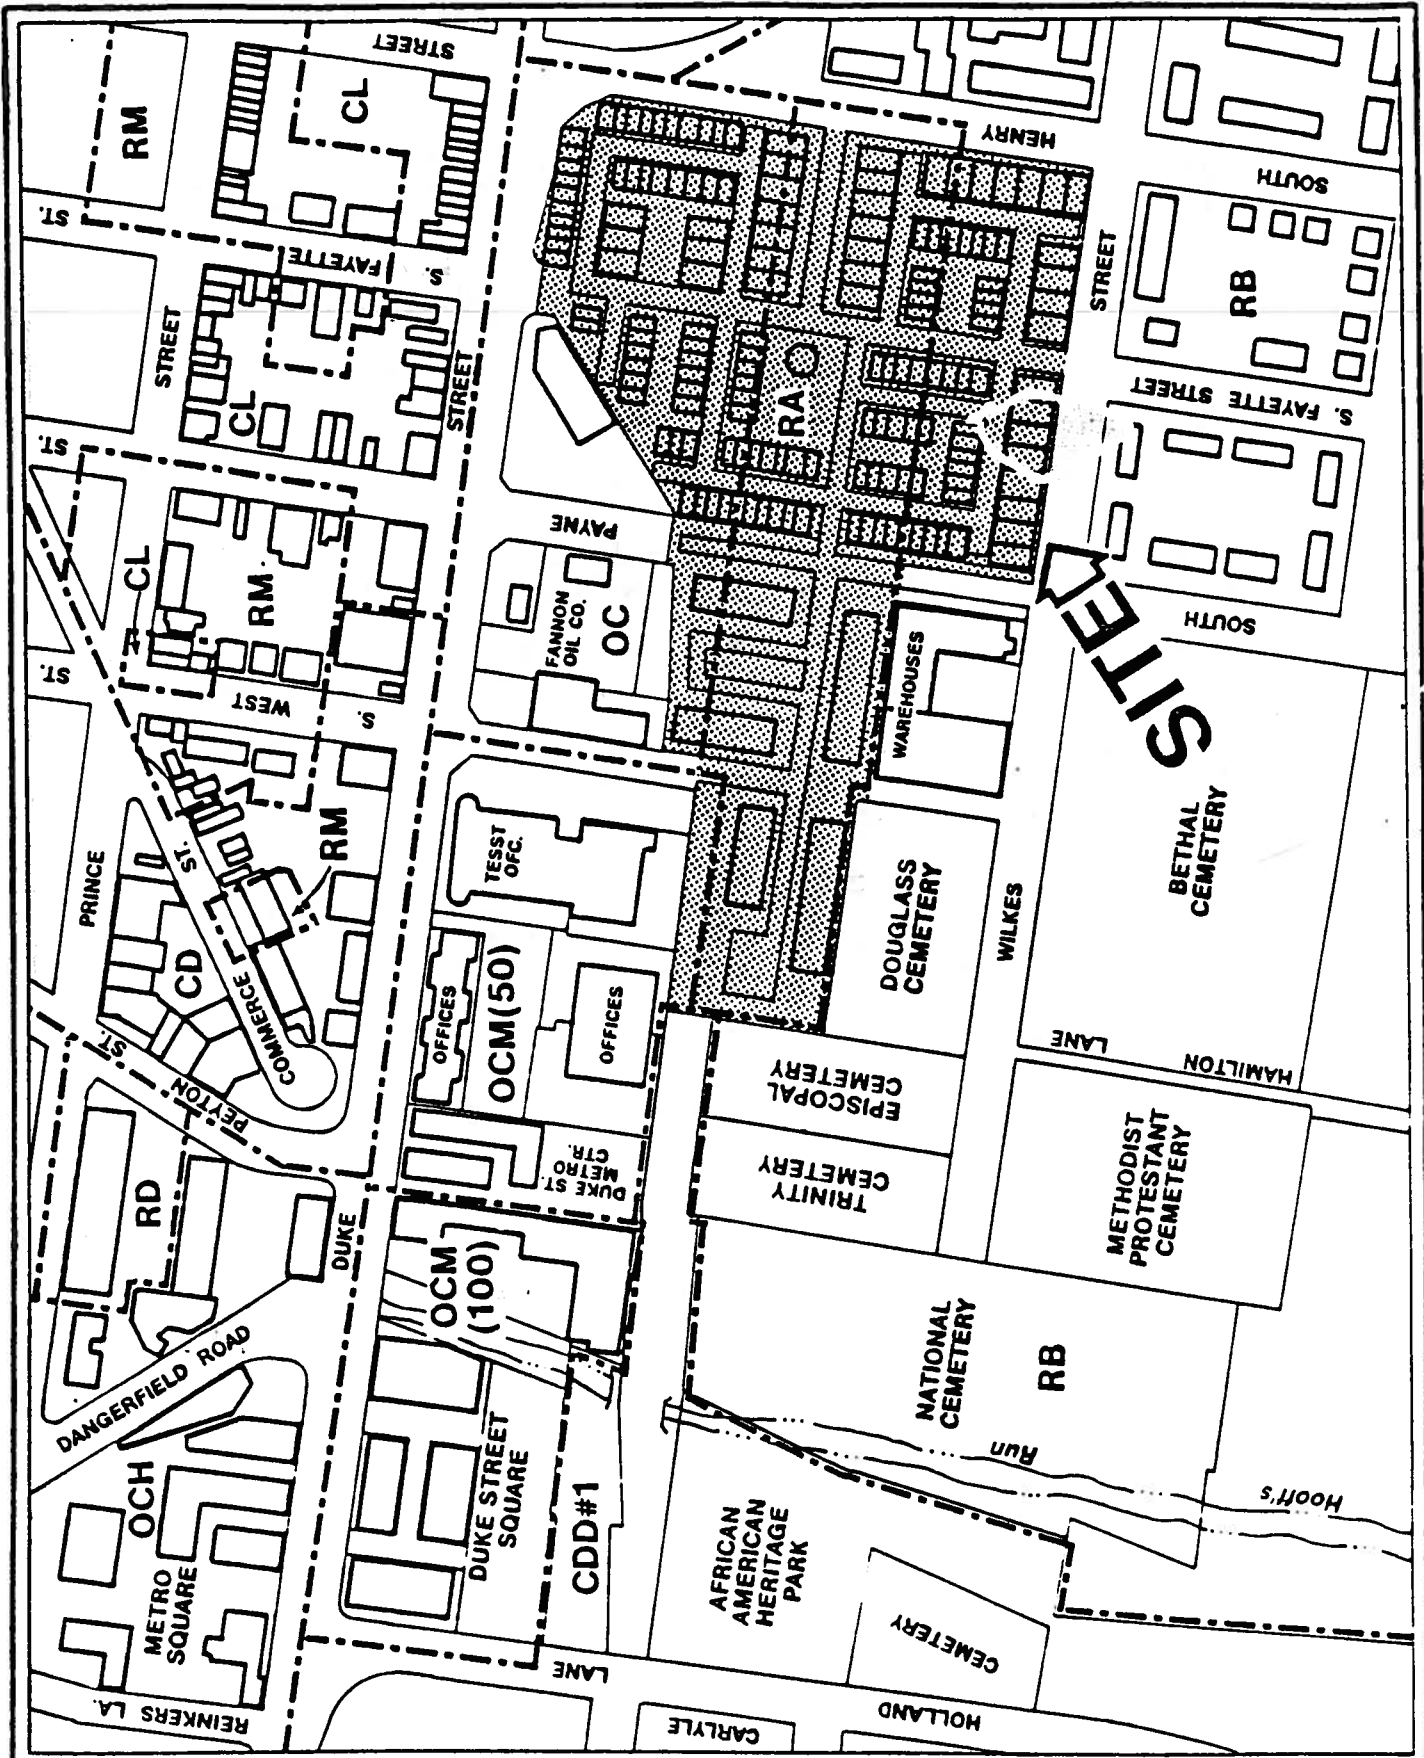 STREET
RM
CL
ST.
FAYETTE
S.
HENRY
SOUTH
STREET
STREET
STREET
CL
RA
RB
S. FAYETTE STREET
ST.
CL
RM
PAYNE
FANNON
OIL CO.
OC
WAREHOUSES
SITE
SOUTH
ST.
WEST
S.
PRINCE
ST.
RM
TESST
OFC.
DOUGLASS
CEMETERY
WILKES
BETHAL
CEMETERY
CD
COMMERCE
OFFICES
OCM(50)
OFFICES
LANE
HAMILTON
ST.
PEYTON
EPISCOPAL
CEMETERY
TRINITY
CEMETERY
DUKE ST.
METRO
CTR.
METHODIST
PROTESTANT
CEMETERY
RD
DUKE
OCM
(100)
NATIONAL
CEMETERY
RB
DANGERFIELD ROAD
OCH
METRO
SQUARE
DUKE STREET
SQUARE
CDD#1
AFRICAN
AMERICAN
HERITAGE
PARK
CEMETERY
Hooff's
Run
REINKERS LA.
LANE
CARLYLE
HOLLAND